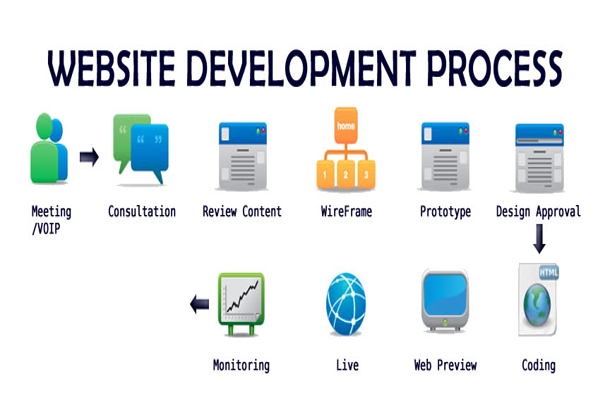 WEBSITE DEVELOPMENT PROCESS
home
1 2 3
Meeting
/VOIP
Consultation
Review Content
WireFrame
Prototype
Design Approval
HTML
Monitoring
Live
Web Preview
Coding